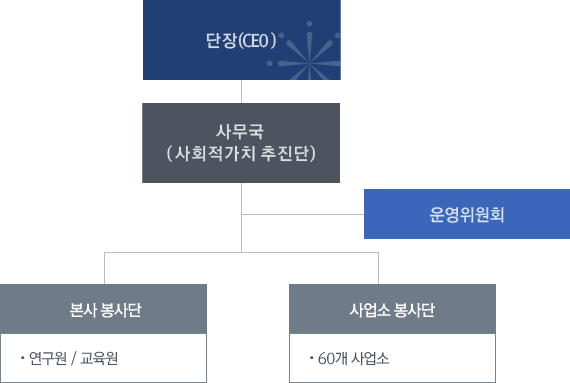 단장(CEO)
사무국
(사회적가치 추진단)
운영위원회
본사 봉사단
사업소 봉사단
· 연구원 / 교육원
· 60개 사업소